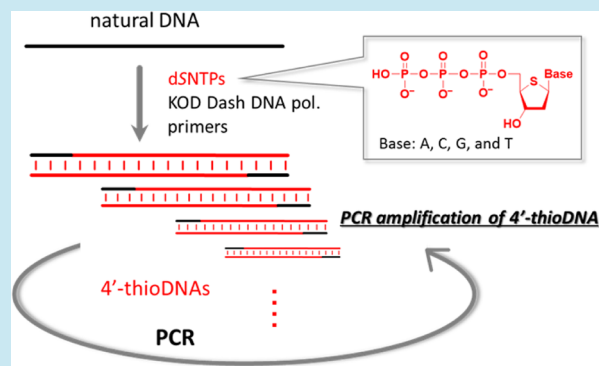 natural DNA
dSNTPs
KOD Dash DNA pol.
primers
O O O
HO-P-O-P-O-P-O S Base
O⁻ O⁻ O⁻
HO
Base: A, C, G, and T
PCR amplification of 4'-thioDNA
4'-thioDNAs
PCR